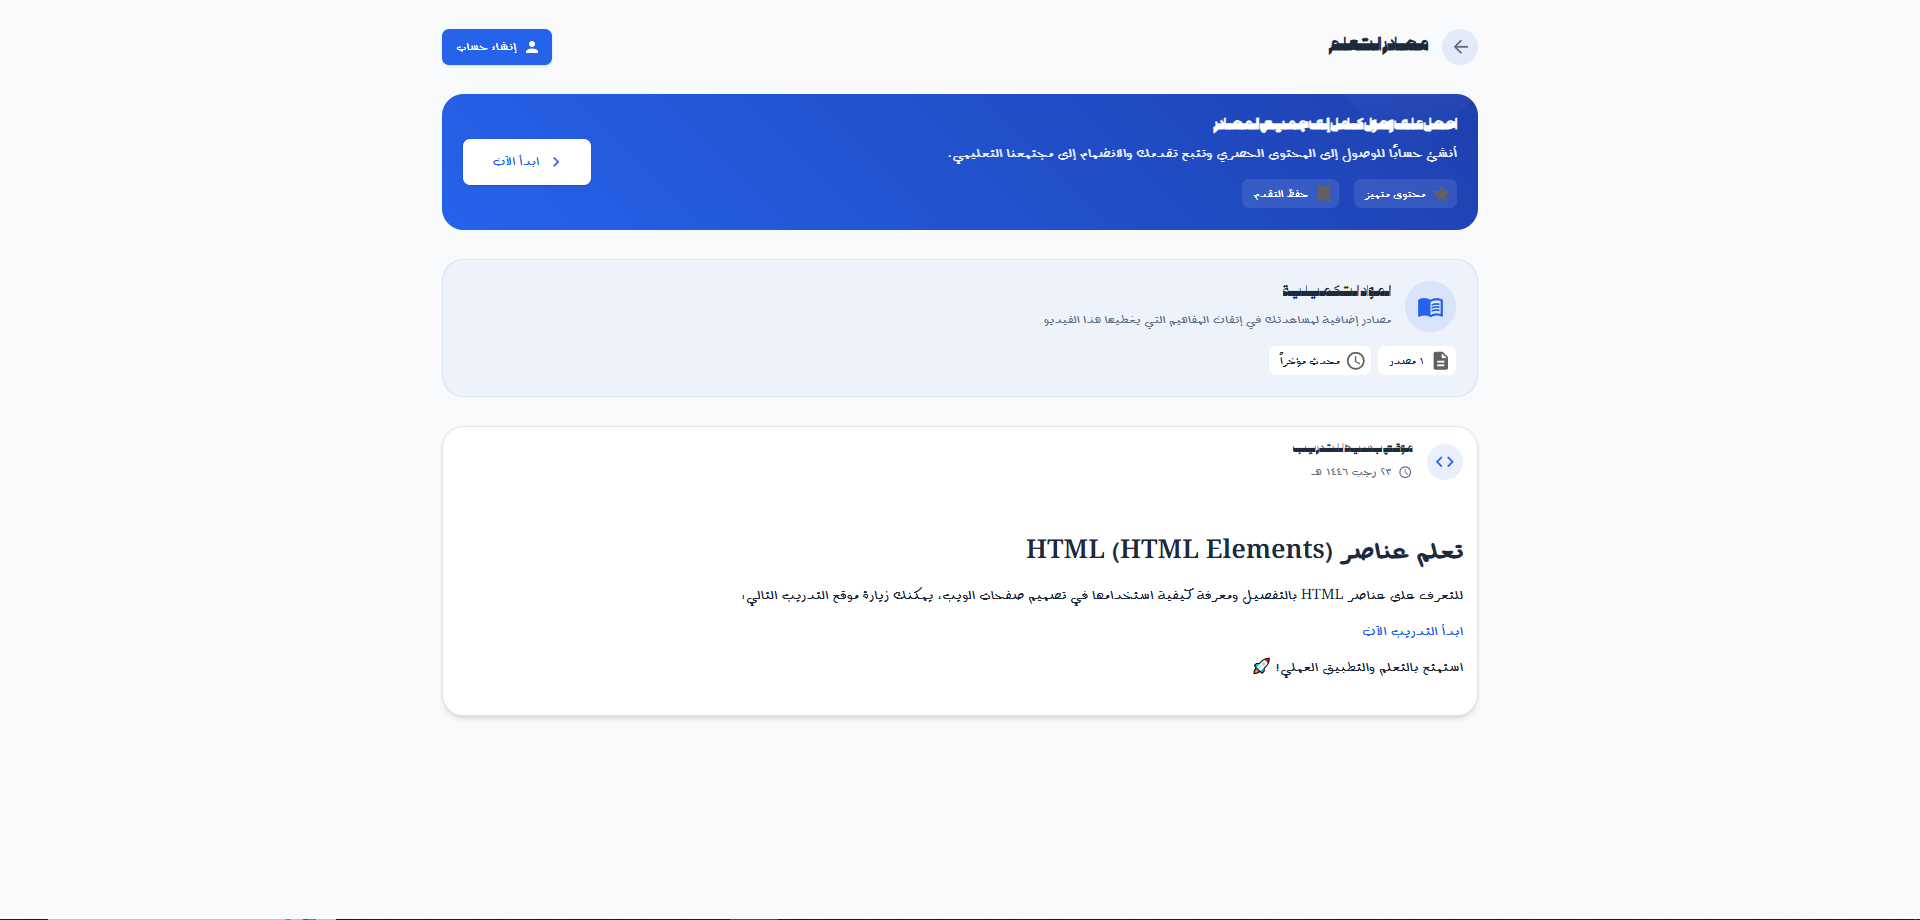 مصادر التعلم
إنشاء حساب
احصل على وصول كامل إلى جميع المصادر
أنشئ حسابًا للوصول إلى المحتوى الحصري وتتبع تقدمك والانضمام إلى مجتمعنا التعليمي.
ابدأ الآن
محتوى متميز
حفظ التقدم
المواد التكميلية
مصادر إضافية لمساعدتك في إتقان المفاهيم التي يغطيها هذا الفيديو
١ مصدر
محدث مؤخراً
٢٣ رجب ١٤٤٦ هـ
تعلم عناصر HTML (HTML Elements)
للتعرف على عناصر HTML بالتفصيل ومعرفة كيفية استخدامها في تصميم صفحات الويب، يمكنك زيارة موقع التدريب التالي:
ابدأ التدريب الآن
استمتع بالتعلم والتطبيق العملي! 🚀